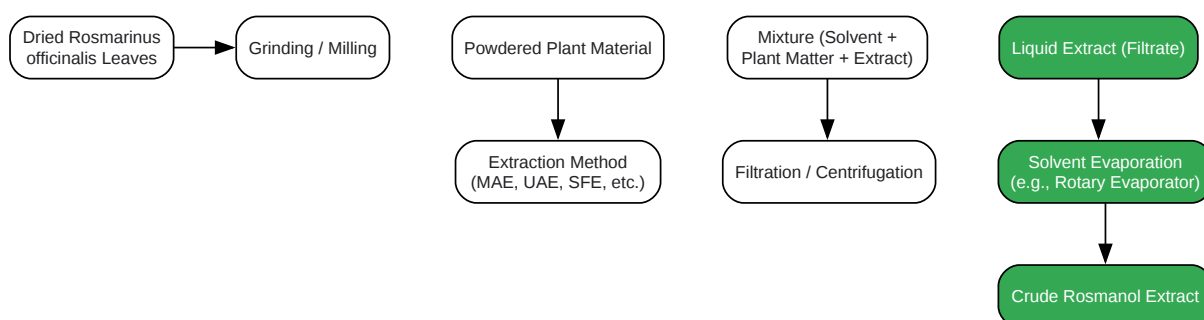 Dried Rosmarinus
officinalis Leaves
Grinding / Milling
Powdered Plant Material
Extraction Method
(MAE, UAE, SFE, etc.)
Mixture (Solvent +
Plant Matter + Extract)
Filtration / Centrifugation
Liquid Extract (Filtrate)
Solvent Evaporation
(e.g., Rotary Evaporator)
Crude Rosmanol Extract